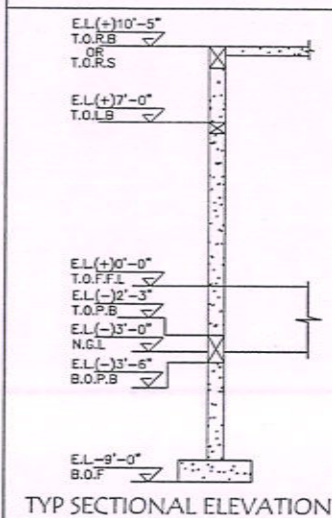 E.L(+)10'-5"
T.O.R.B
OR
T.O.R.S
E.L(+)7'-0"
T.O.L.B
E.L(+)0'-0"
T.O.F.F.L
E.L(-)2'-3"
T.O.P.B
E.L(-)3'-0"
N.G.L
E.L(-)3'-6"
B.O.P.B
E.L-9'-0"
B.O.F
TYP SECTIONAL ELEVATION